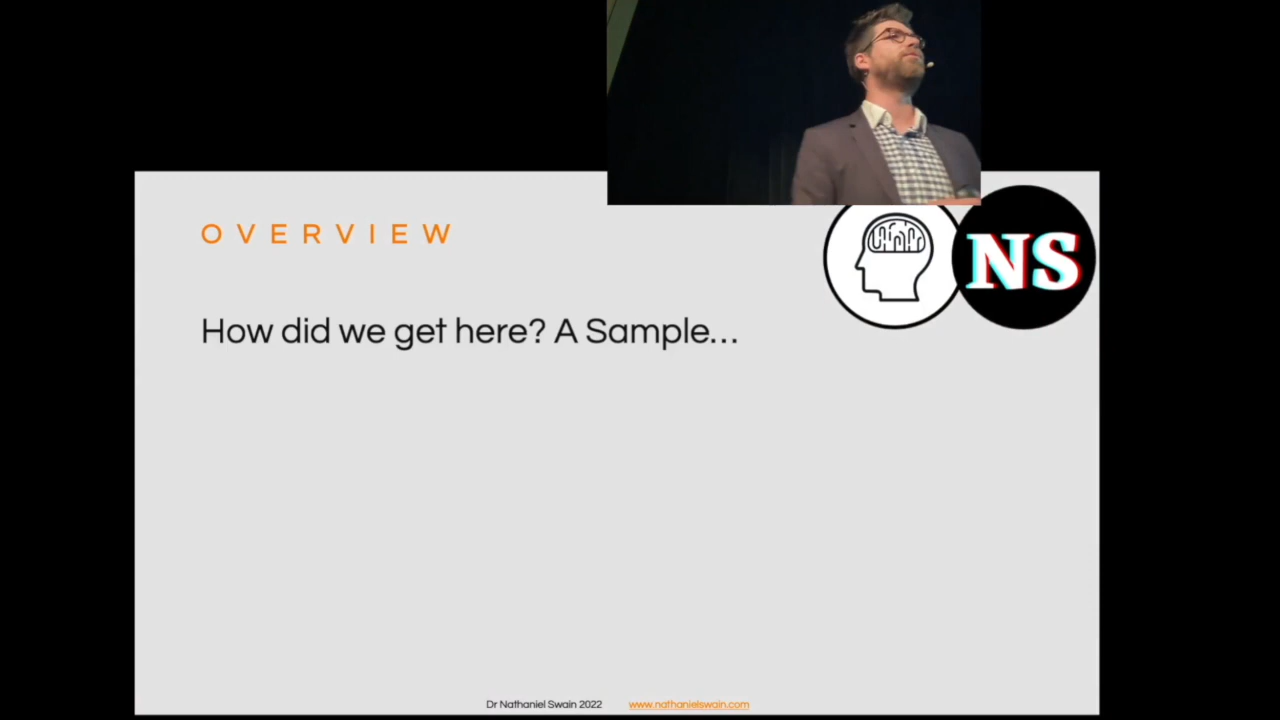 OVERVIEW
NS
How did we get here? A Sample...
Dr Nathaniel Swain 2022 www.nathanielswain.com